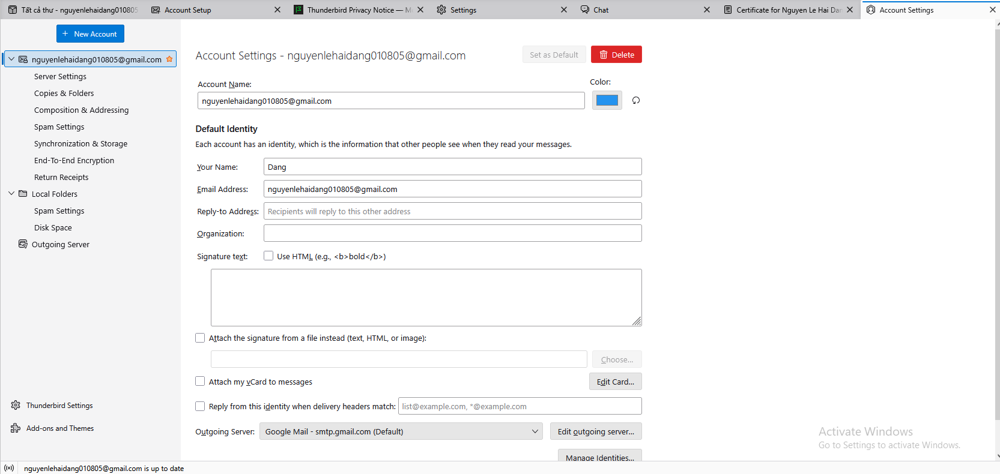 Tất cả thư - nguyenlehaidang010805
Account Setup
Thunderbird Privacy Notice — M
Settings
Chat
Certificate for Nguyen Le Hai Dan
Account Settings
+ New Account
nguyenlehaidang010805@gmail.com
Server Settings
Copies & Folders
Composition & Addressing
Spam Settings
Synchronization & Storage
End-To-End Encryption
Return Receipts
Local Folders
Spam Settings
Disk Space
Outgoing Server
Thunderbird Settings
Add-ons and Themes
Account Settings - nguyenlehaidang010805@gmail.com
Set as Default
Delete
Account Name:
Color:
nguyenlehaidang010805@gmail.com
Default Identity
Each account has an identity, which is the information that other people see when they read your messages.
Your Name: Dang
Email Address: nguyenlehaidang010805@gmail.com
Reply-to Address: Recipients will reply to this other address
Organization:
Signature text: Use HTML (e.g., <b>bold</b>)
Attach the signature from a file instead (text, HTML, or image):
Choose...
Attach my vCard to messages
Edit Card...
Reply from this identity when delivery headers match: list@example.com, *@example.com
Outgoing Server: Google Mail - smtp.gmail.com (Default) Edit outgoing server...
Manage Identities...
Activate Windows
Go to Settings to activate Windows.
nguyenlehaidang010805@gmail.com is up to date